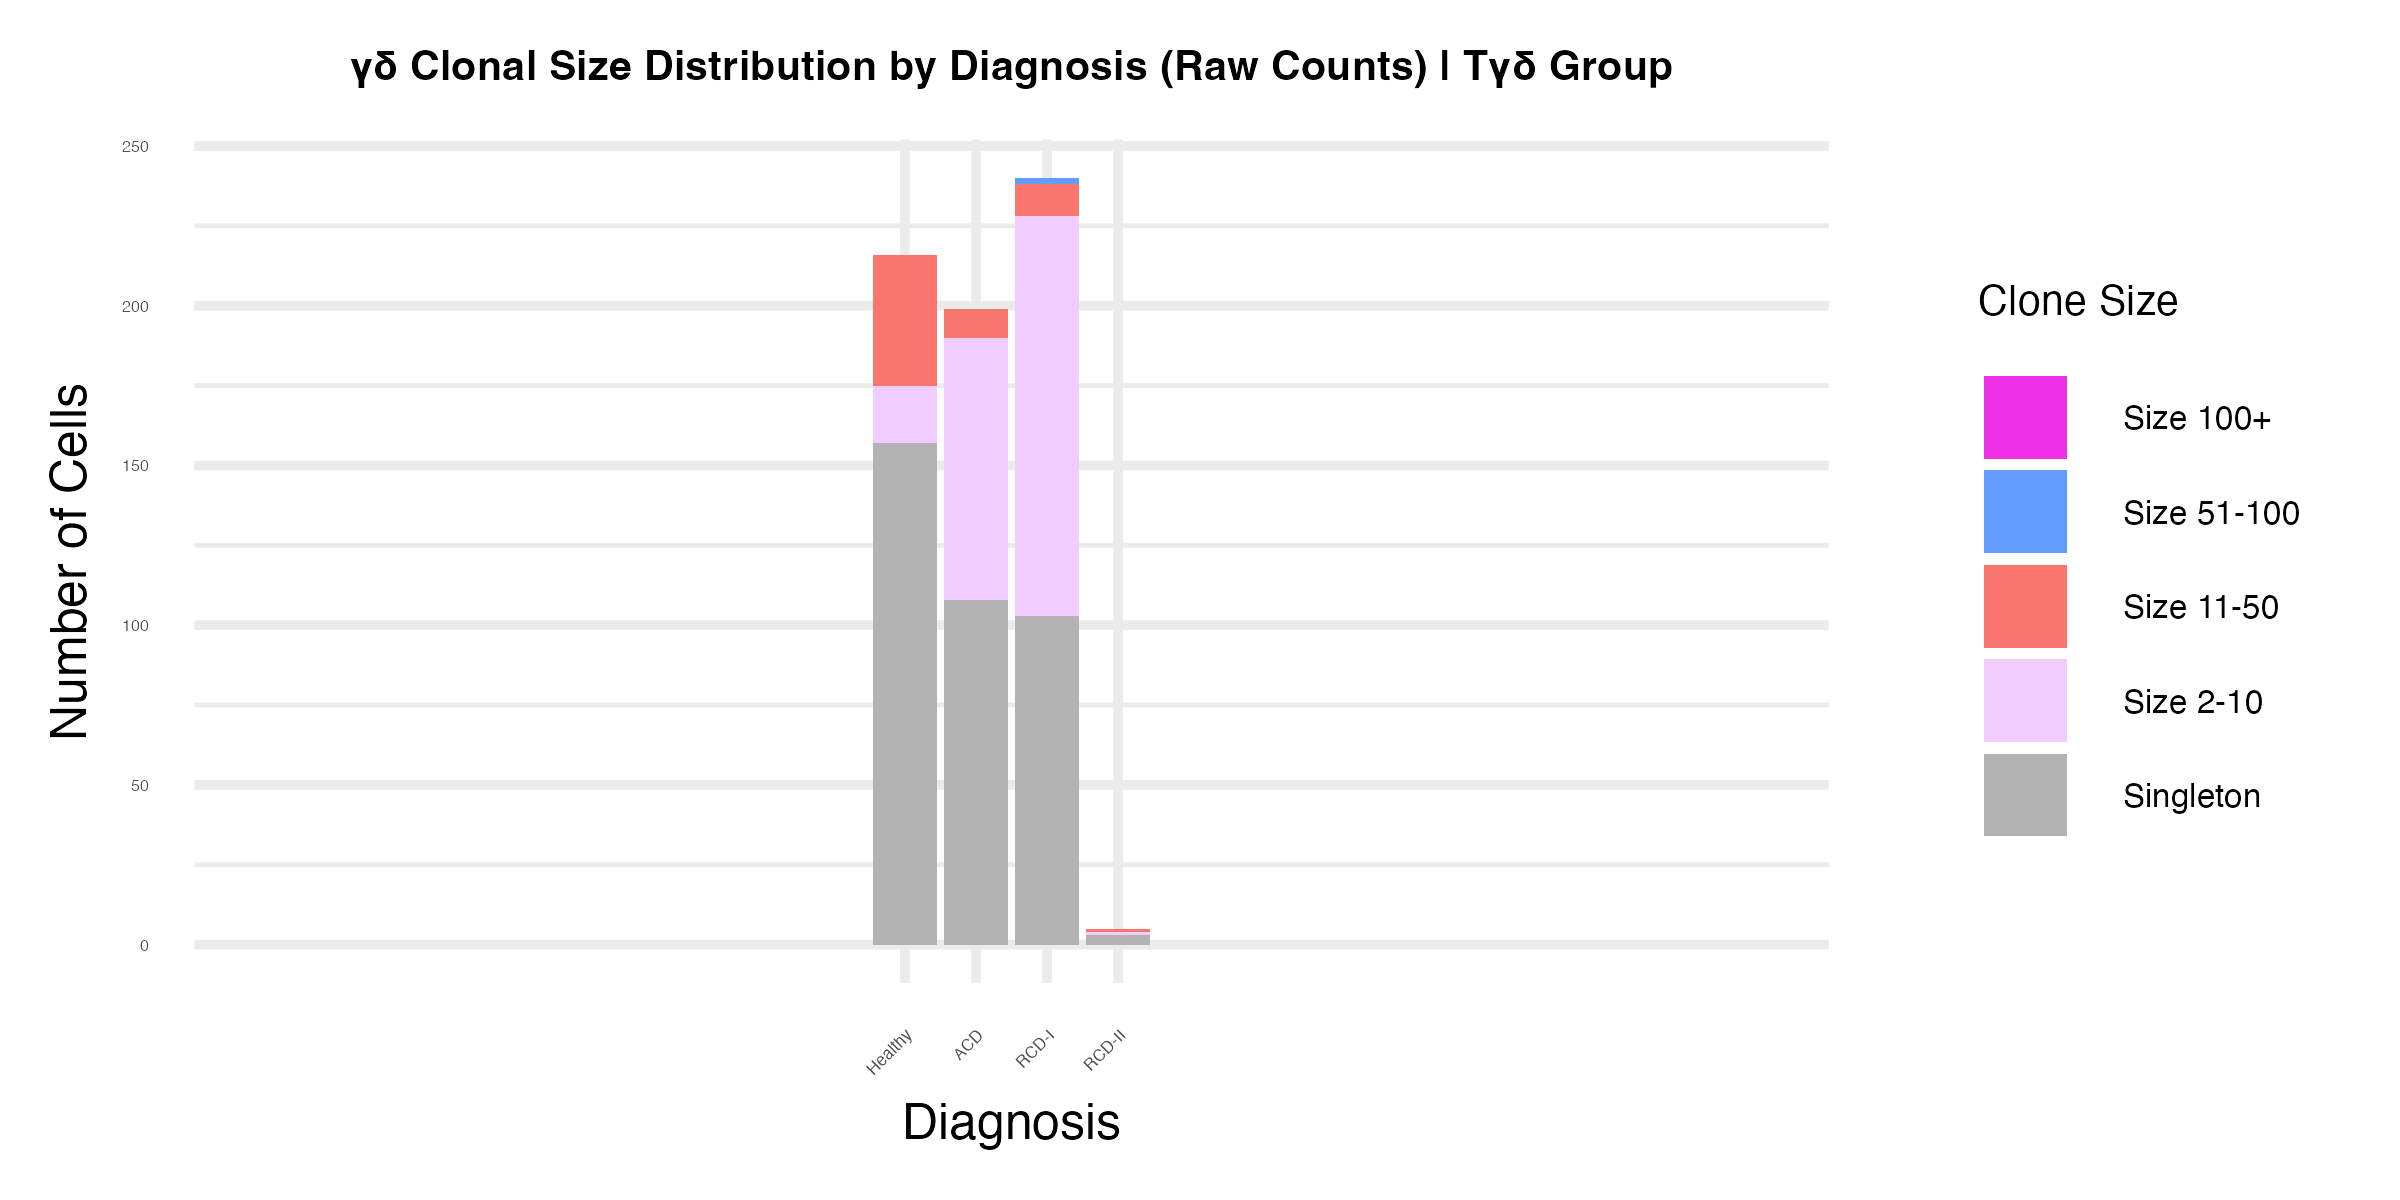 γδ Clonal Size Distribution by Diagnosis (Raw Counts) | Tγδ Group
Number of Cells
250
200
150
100
50
0
Healthy
ACD
RCD-I
RCD-II
Diagnosis
Clone Size
Size 100+
Size 51-100
Size 11-50
Size 2-10
Singleton